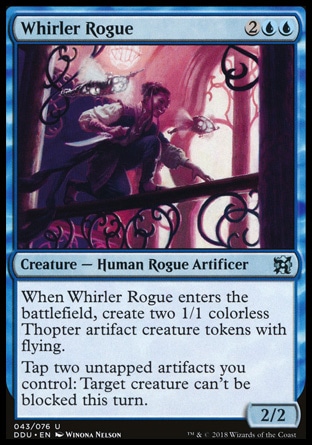 Whirler Rogue 2
Creature — Human Rogue Artificer
When Whirler Rogue enters the
battlefield, create two 1/1 colorless
Thopter artifact creature tokens with
flying.
Tap two untapped artifacts you
control: Target creature can't be
blocked this turn.
2/2
043/076 U
DDU • EN Winona Nelson
™ & © 2018 Wizards of the Coast